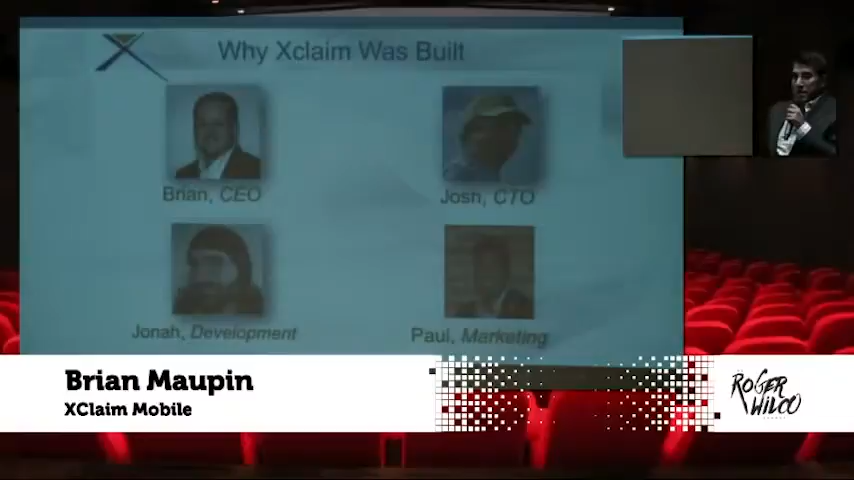 Why Xclaim Was Built
Brian, CEO
Josh, CTO
Jonah, Development
Paul, Marketing
Brian Maupin
XClaim Mobile
ROGER
WILCO